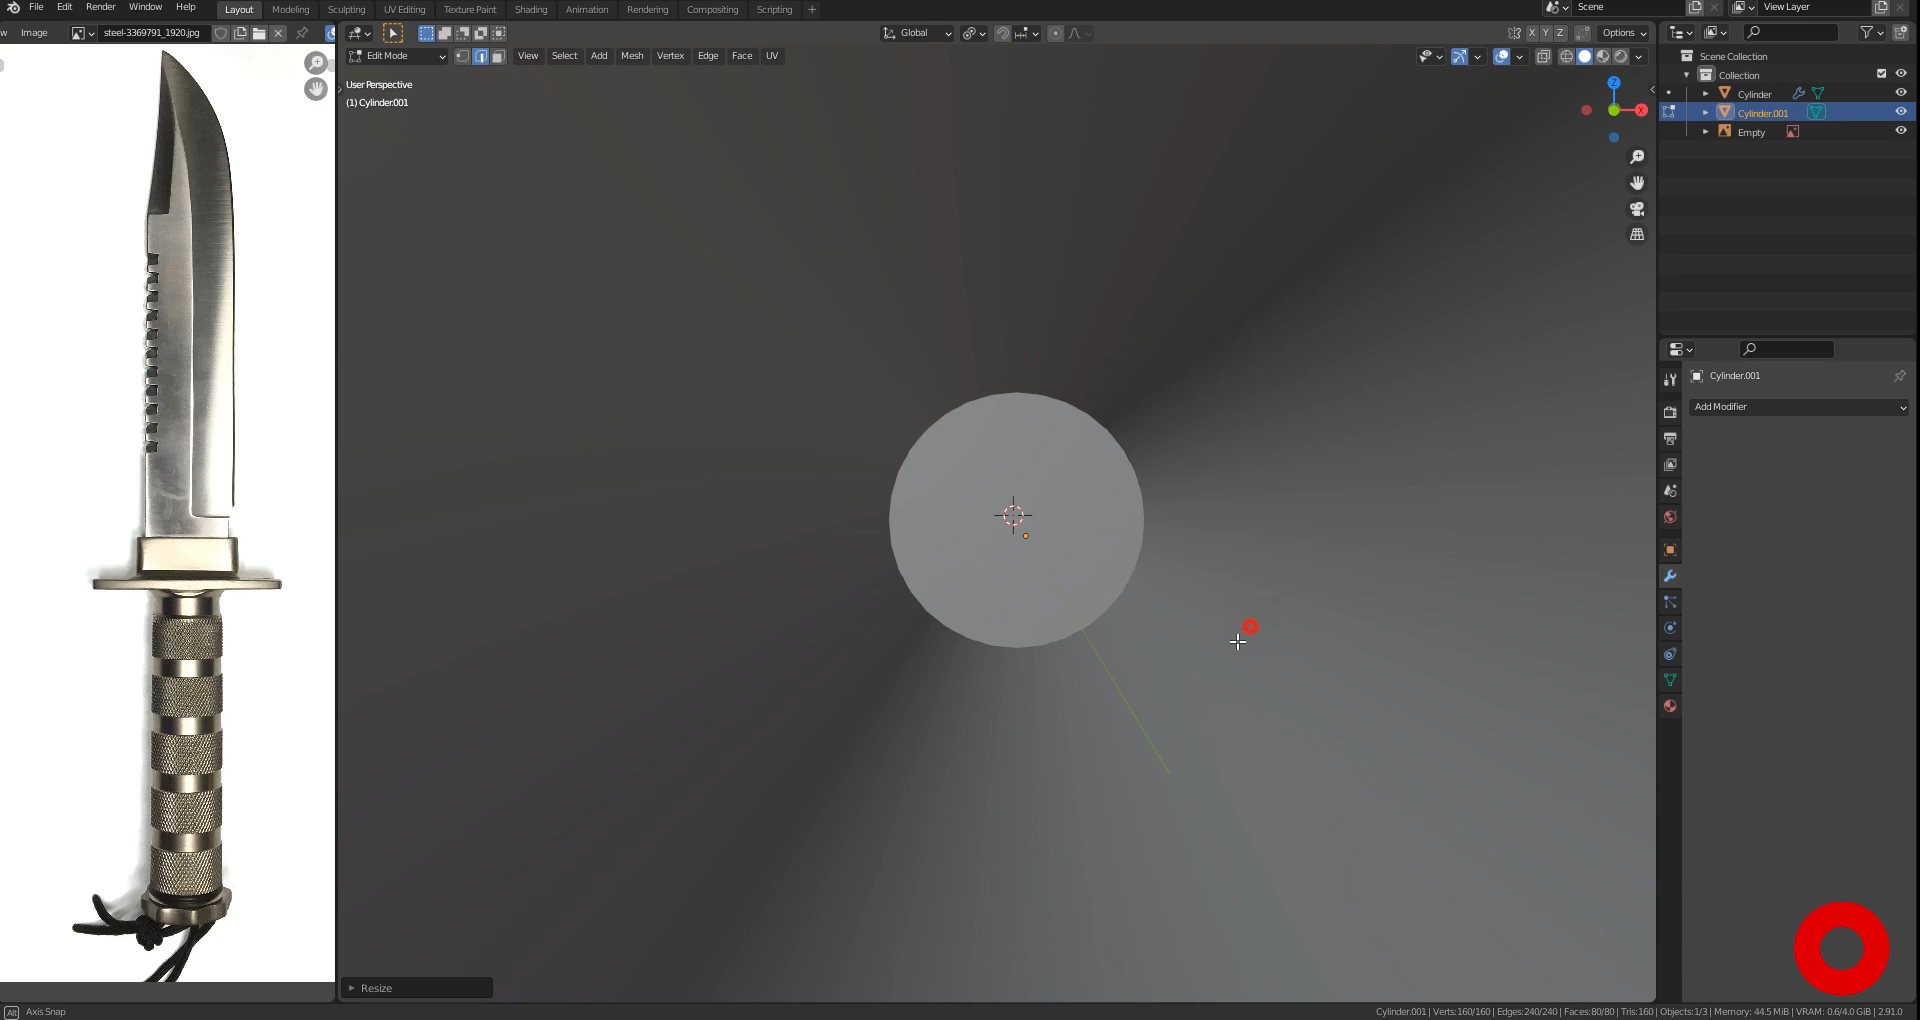 File Edit Render Window Help Layout Modeling Sculpting UV Editing Texture Paint Shading Animation Rendering Compositing Scripting + Scene View Layer
w Image steel-3369791_1920.jpg Global X Y Z Options
Edit Mode View Select Add Mesh Vertex Edge Face UV
User Perspective
(1) Cylinder.001
Z
X
Scene Collection
Collection
Cylinder
Cylinder.001
Empty
Cylinder.001
Add Modifier
Resize
Alt Axis Snap
Cylinder.001 | Verts:160/160 | Edges:240/240 | Faces:80/80 | Tris:160 | Objects:1/3 | Memory: 44.5 MiB | VRAM: 0.6/4.0 GiB | 2.91.0